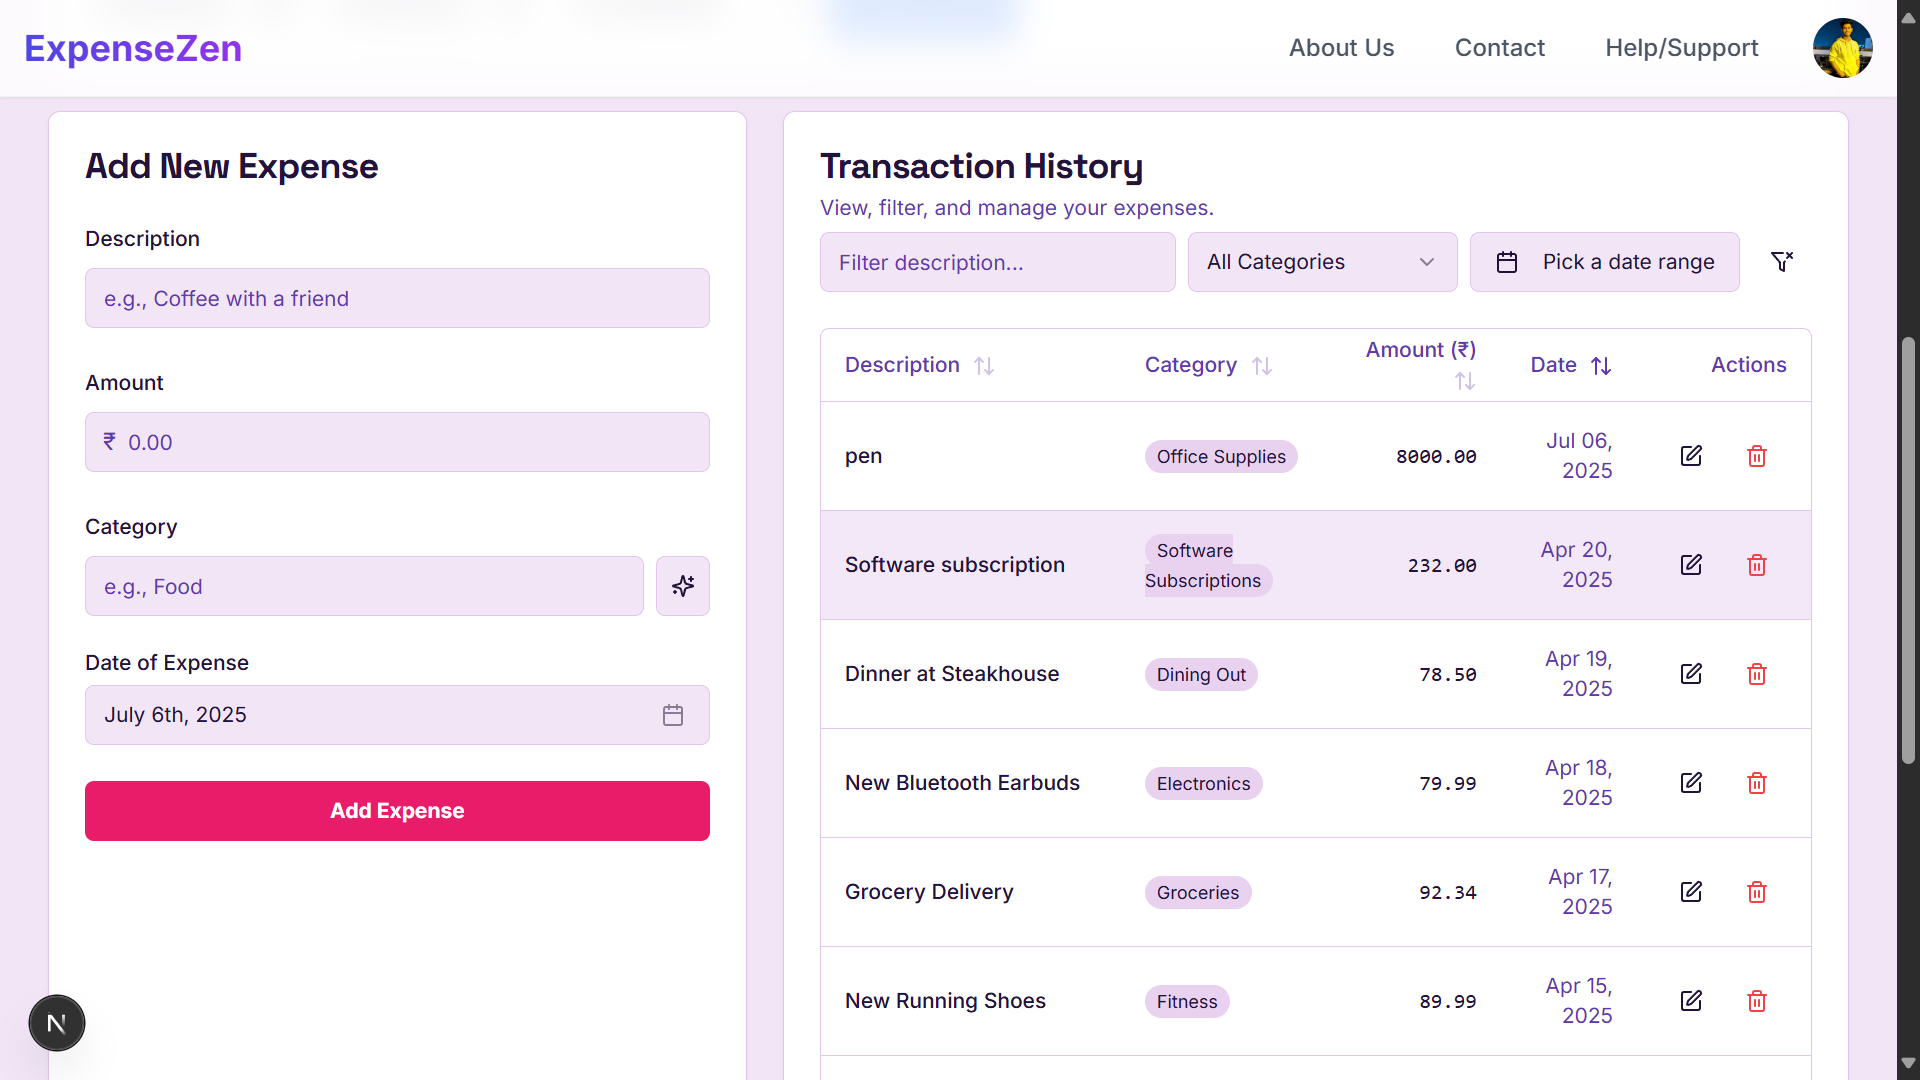 ExpenseZen
About Us
Contact
Help/Support
Add New Expense
Description
e.g., Coffee with a friend
Amount
₹ 0.00
Category
e.g., Food
Date of Expense
July 6th, 2025
Add Expense
N
Transaction History
View, filter, and manage your expenses.
Filter description...
All Categories
Pick a date range
Description
Category
Amount (₹)
Date
Actions
pen
Office Supplies
8000.00
Jul 06,
2025
Software subscription
Software
Subscriptions
232.00
Apr 20,
2025
Dinner at Steakhouse
Dining Out
78.50
Apr 19,
2025
New Bluetooth Earbuds
Electronics
79.99
Apr 18,
2025
Grocery Delivery
Groceries
92.34
Apr 17,
2025
New Running Shoes
Fitness
89.99
Apr 15,
2025